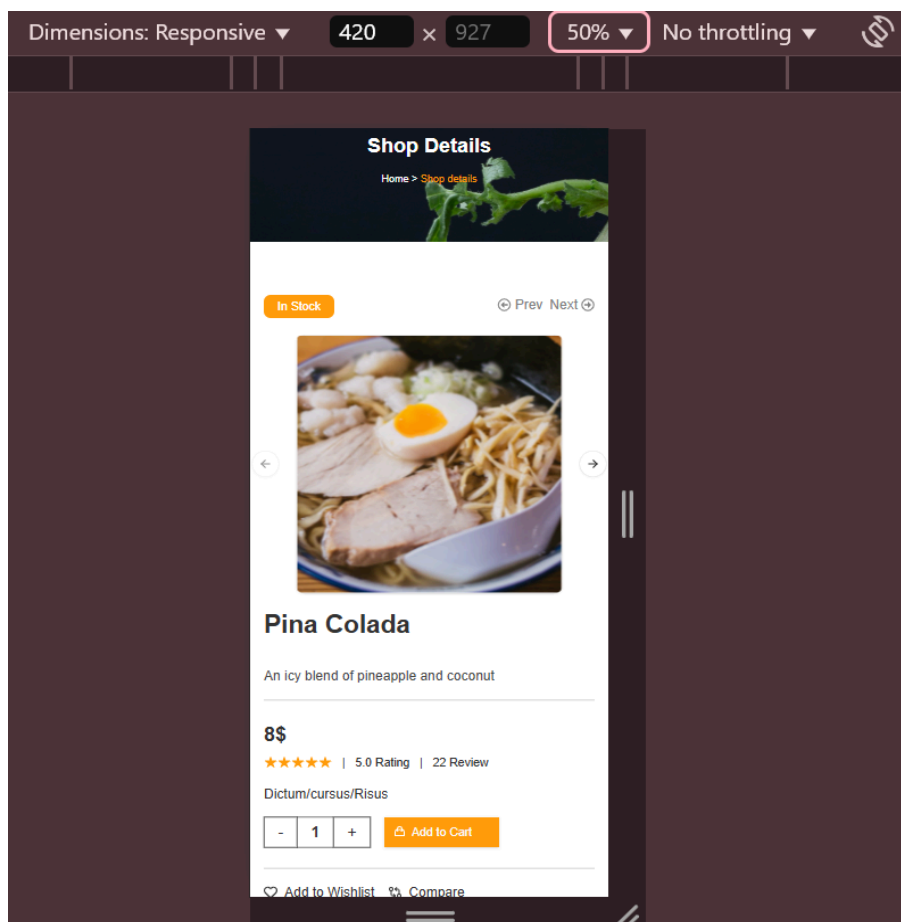 Dimensions: Responsive ▼ 420 × 927 50% ▼ No throttling ▼
Shop Details
Home > Shop details
In Stock Prev Next
Pina Colada
An icy blend of pineapple and coconut
8$
★★★★★ | 5.0 Rating | 22 Review
Dictum/cursus/Risus
- 1 + Add to Cart
Add to Wishlist Compare